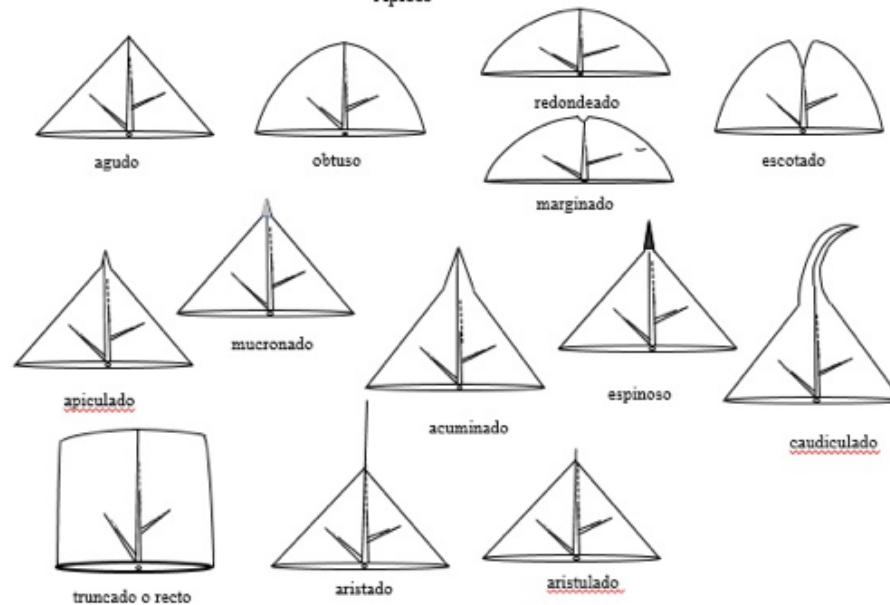 agudo
obtuso
redondeado
escotado
marginado
mucronado
apiculado
acuminado
espinoso
caudiculado
truncado o recto
aristado
aristulado